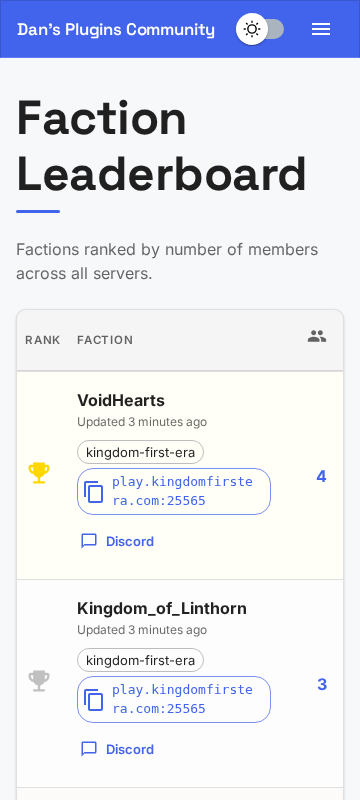 Dan's Plugins Community
Faction
Leaderboard
Factions ranked by number of members
across all servers.
RANK FACTION
VoidHearts
Updated 3 minutes ago
kingdom-first-era
play.kingdomfirste
ra.com:25565
4
Discord
Kingdom_of_Linthorn
Updated 3 minutes ago
kingdom-first-era
play.kingdomfirste
ra.com:25565
3
Discord